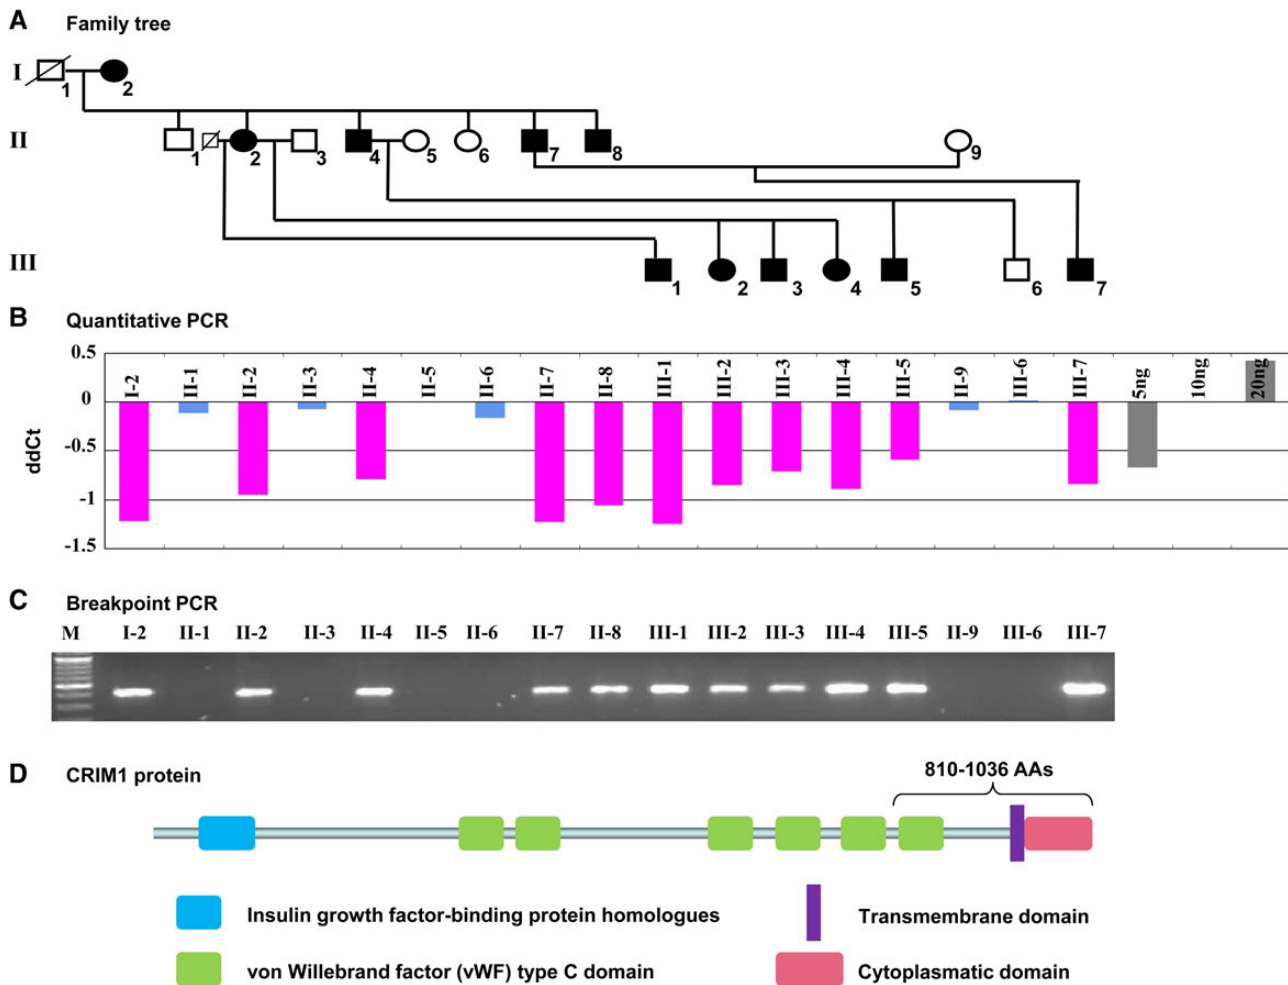 A Family tree
I 1 2
II 1 2 3 4 5 6 7 8 9
III 1 2 3 4 5 6 7
B Quantitative PCR
0.5
0
-0.5
-1
-1.5
ddCt
I-2 II-1 II-2 II-3 II-4 II-5 II-6 II-7 II-8 III-1 III-2 III-3 III-4 III-5 II-9 III-6 III-7 5ng 10ng 20ng
C Breakpoint PCR
M I-2 II-1 II-2 II-3 II-4 II-5 II-6 II-7 II-8 III-1 III-2 III-3 III-4 III-5 II-9 III-6 III-7
D CRIM1 protein
810-1036 AAs
Insulin growth factor-binding protein homologues
Transmembrane domain
von Willebrand factor (vWF) type C domain
Cytoplasmatic domain